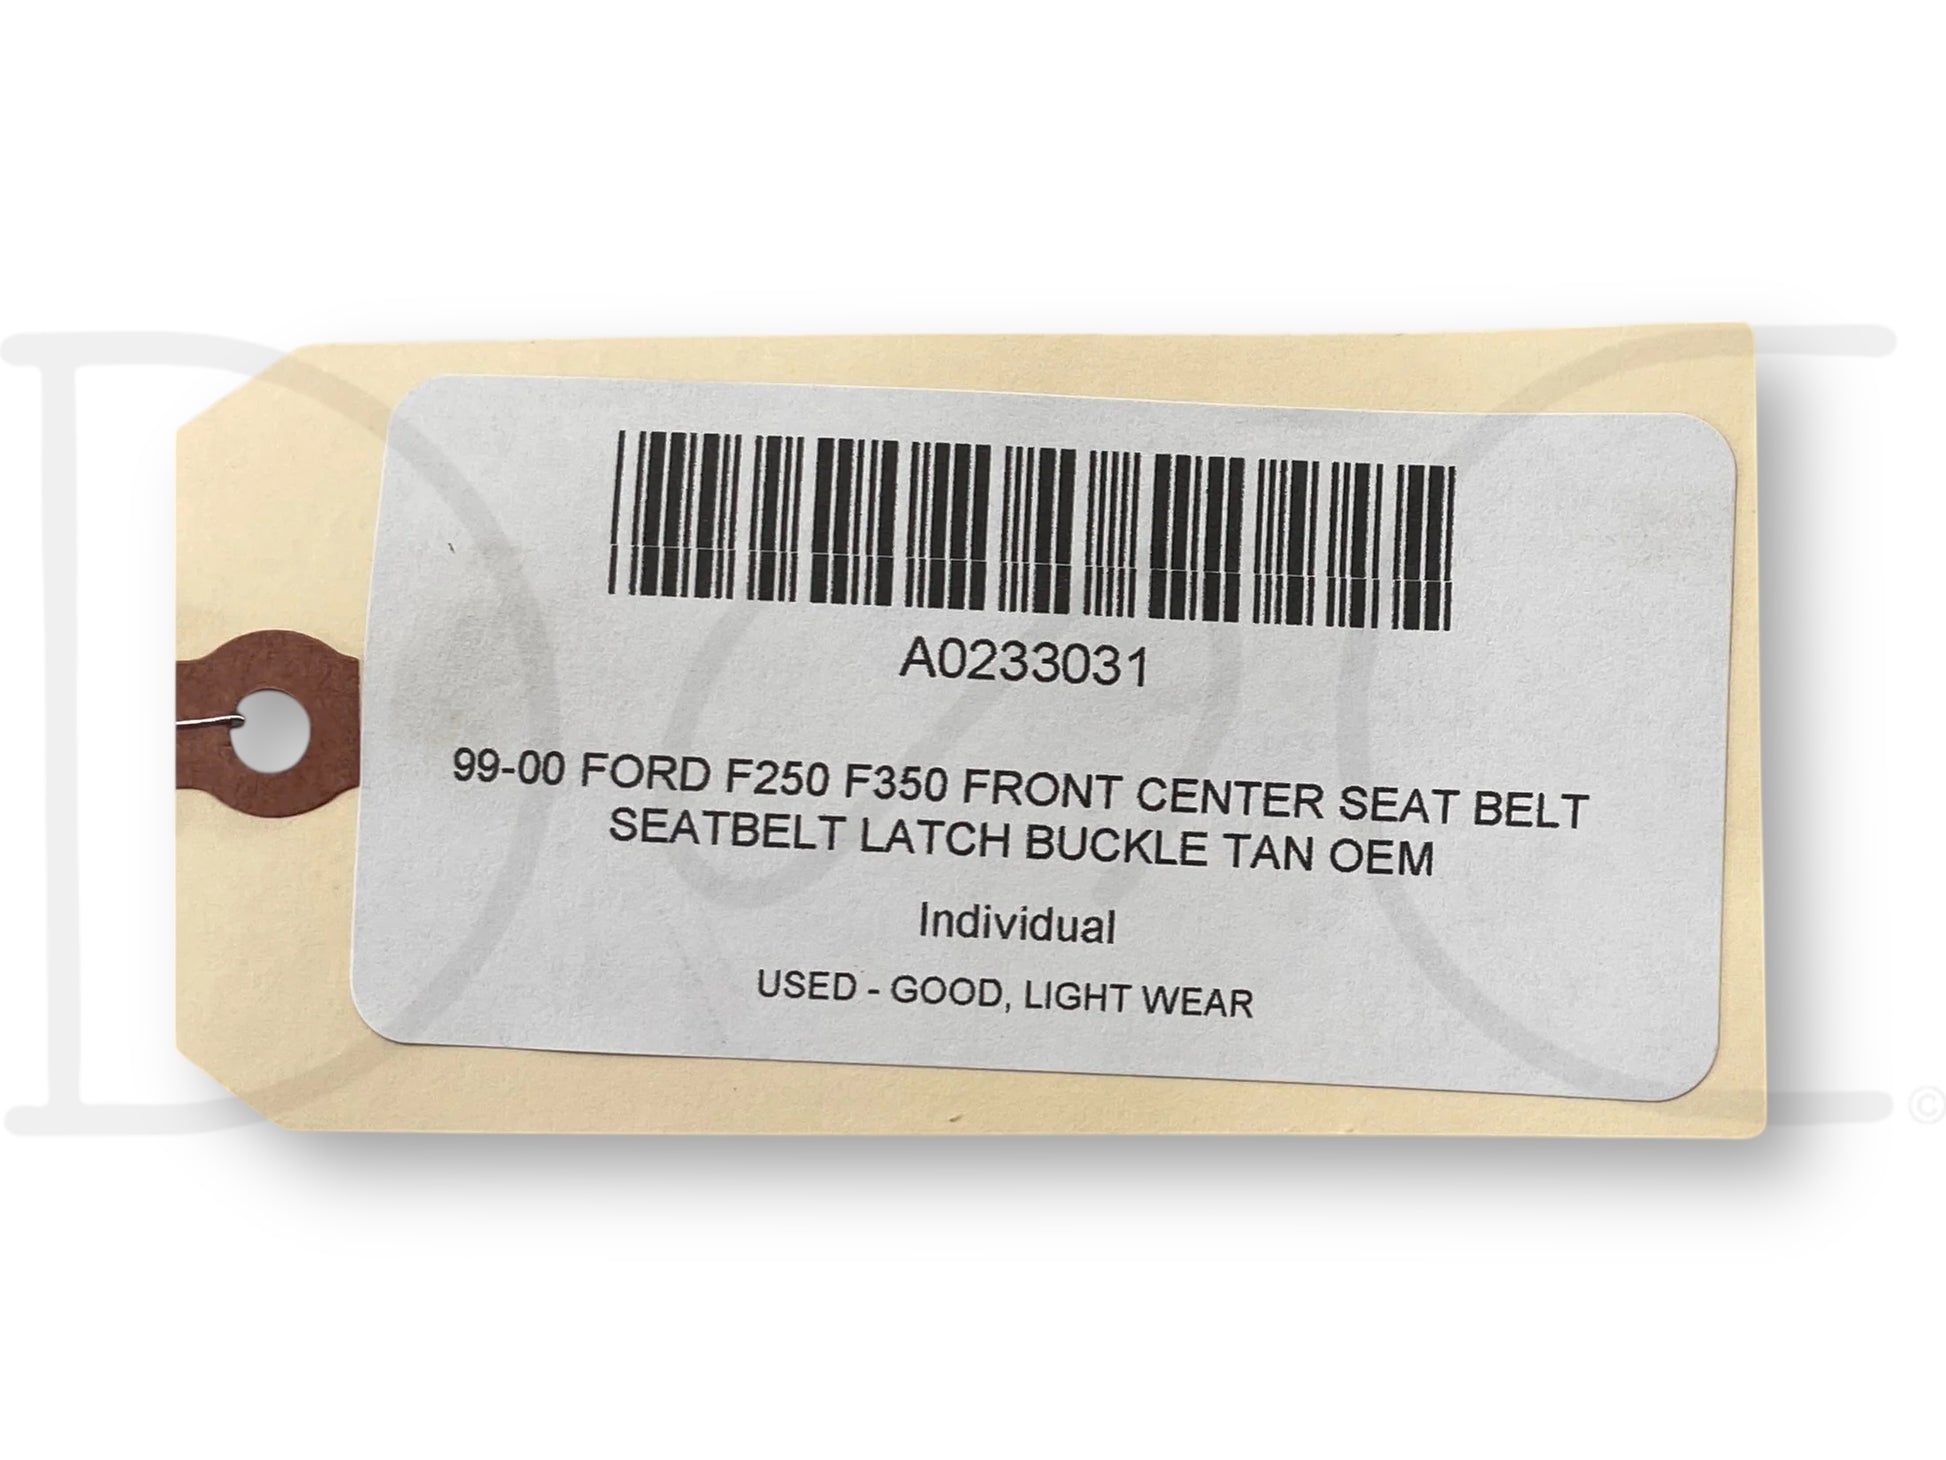 A0233031
99-00 FORD F250 F350 FRONT CENTER SEAT BELT
SEATBELT LATCH BUCKLE TAN OEM
Individual
USED - GOOD, LIGHT WEAR
©